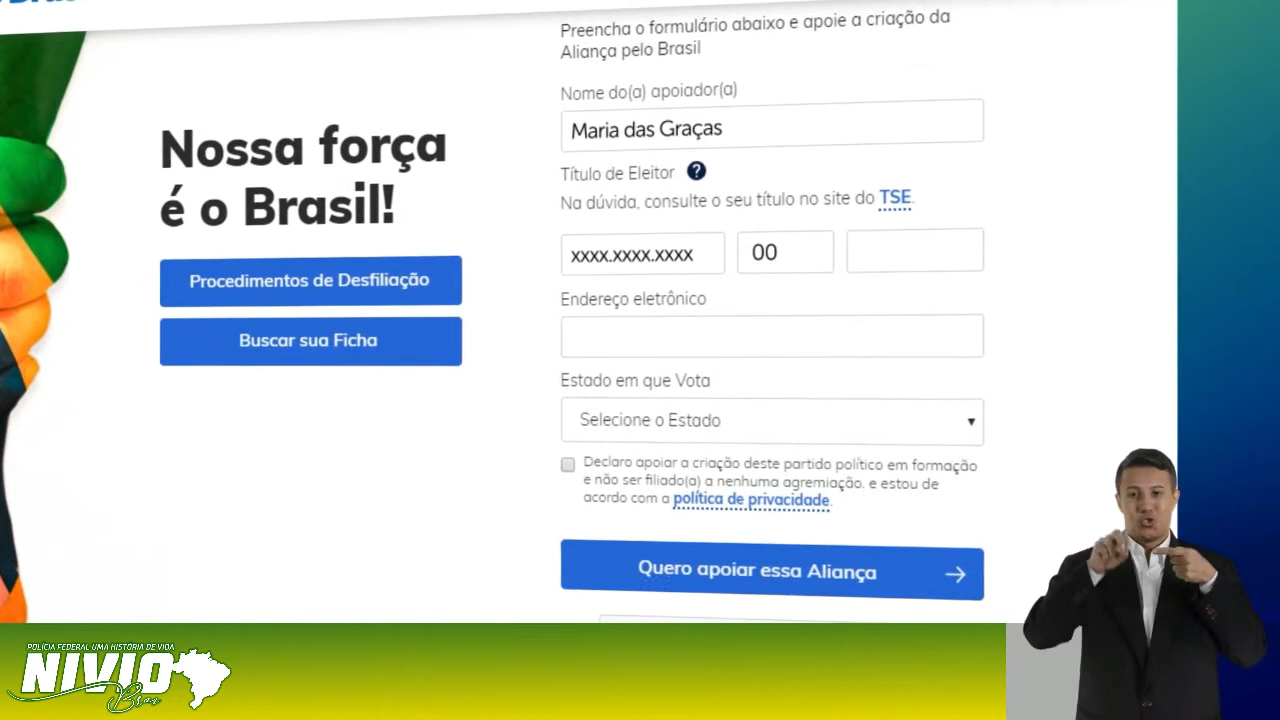 Nossa força
é o Brasil!
Procedimentos de Desfiliação
Buscar sua Ficha
Preencha o formulário abaixo e apoie a criação da
Aliança pelo Brasil
Nome do(a) apoiador(a)
Maria das Graças
Título de Eleitor ?
Na dúvida, consulte o seu título no site do TSE.
xxxx.xxxx.xxxx 00
Endereço eletrônico
Estado em que Vota
Selecione o Estado
Declaro apoiar a criação deste partido político em formação
e não ser filiado(a) a nenhuma agremiação. e estou de
acordo com a política de privacidade.
Quero apoiar essa Aliança
POLÍCIA FEDERAL UMA HISTÓRIA DE VIDA
NIVIO
Bras